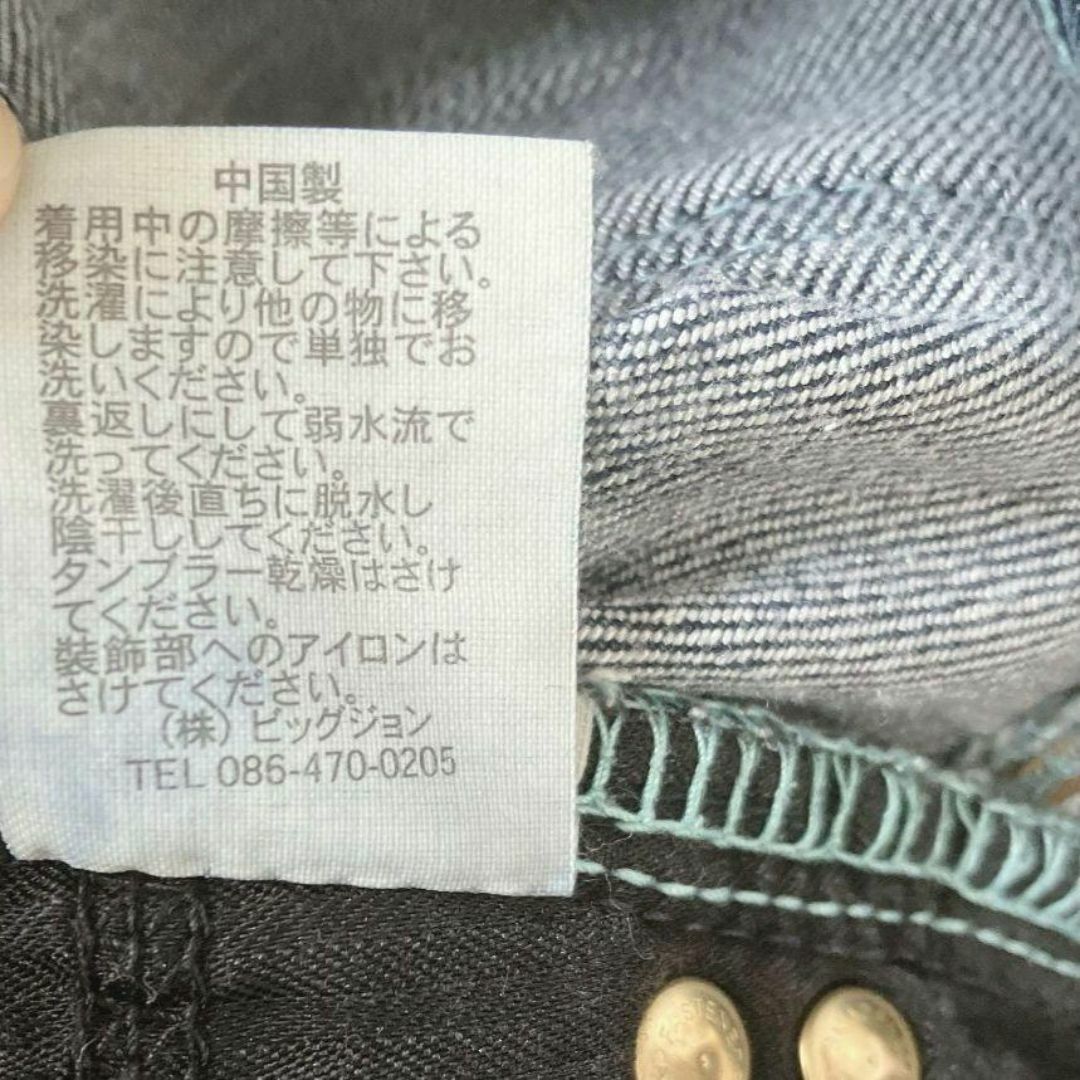 中国製
着用中の摩擦等による
移染に注意して下さい。
洗濯により他の物に移
染しますので単独でお
洗いください。
裏返しにして弱水流で
洗ってください。
洗濯後直ちに脱水し
陰干ししてください。
タンブラー乾燥はさけ
てください。
装飾部へのアイロンは
さけてください。
(株)ビッグジョン
TEL 086-470-0205